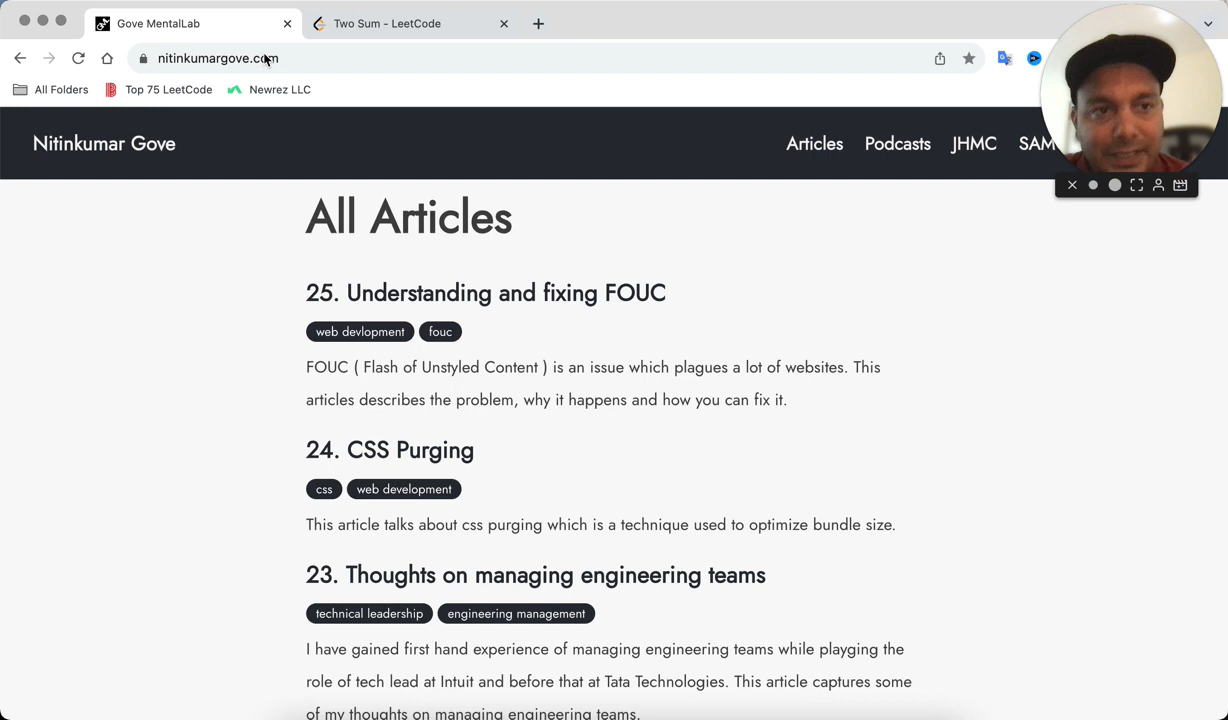 Gove MentalLab
Two Sum - LeetCode
nitinkumargove.com
All Folders
Top 75 LeetCode
Newrez LLC
Nitinkumar Gove
Articles
Podcasts
JHMC
SAM
All Articles
25. Understanding and fixing FOUC
web devlopment
fouc
FOUC ( Flash of Unstyled Content ) is an issue which plagues a lot of websites. This
articles describes the problem, why it happens and how you can fix it.
24. CSS Purging
css
web development
This article talks about css purging which is a technique used to optimize bundle size.
23. Thoughts on managing engineering teams
technical leadership
engineering management
I have gained first hand experience of managing engineering teams while playging the
role of tech lead at Intuit and before that at Tata Technologies. This article captures some
of my thoughts on managing engineering teams.